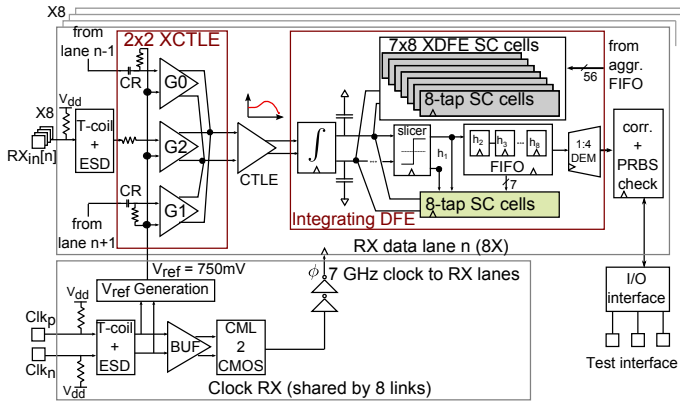 X8
from
lane n-1
2x2 XCTLE
CR
G0
V_dd
X8
T-coil
+
ESD
RX_in[n]
G2
CTLE
CR
G1
from
lane n+1
7x8 XDFE SC cells
8-tap SC cells
from
aggr.
FIFO
56
∫
slicer
h_1
h_2
h_3
...
h_8
FIFO
7
1:4
DEM
corr.
+
PRBS
check
8-tap SC cells
Integrating DFE
RX data lane n (8X)
V_ref = 750mV
V_ref Generation
ϕ
7 GHz clock to RX lanes
V_dd
Clk_p
Clk_n
T-coil
+
ESD
BUF
CML
2
CMOS
V_dd
Clock RX (shared by 8 links)
I/O
interface
Test interface